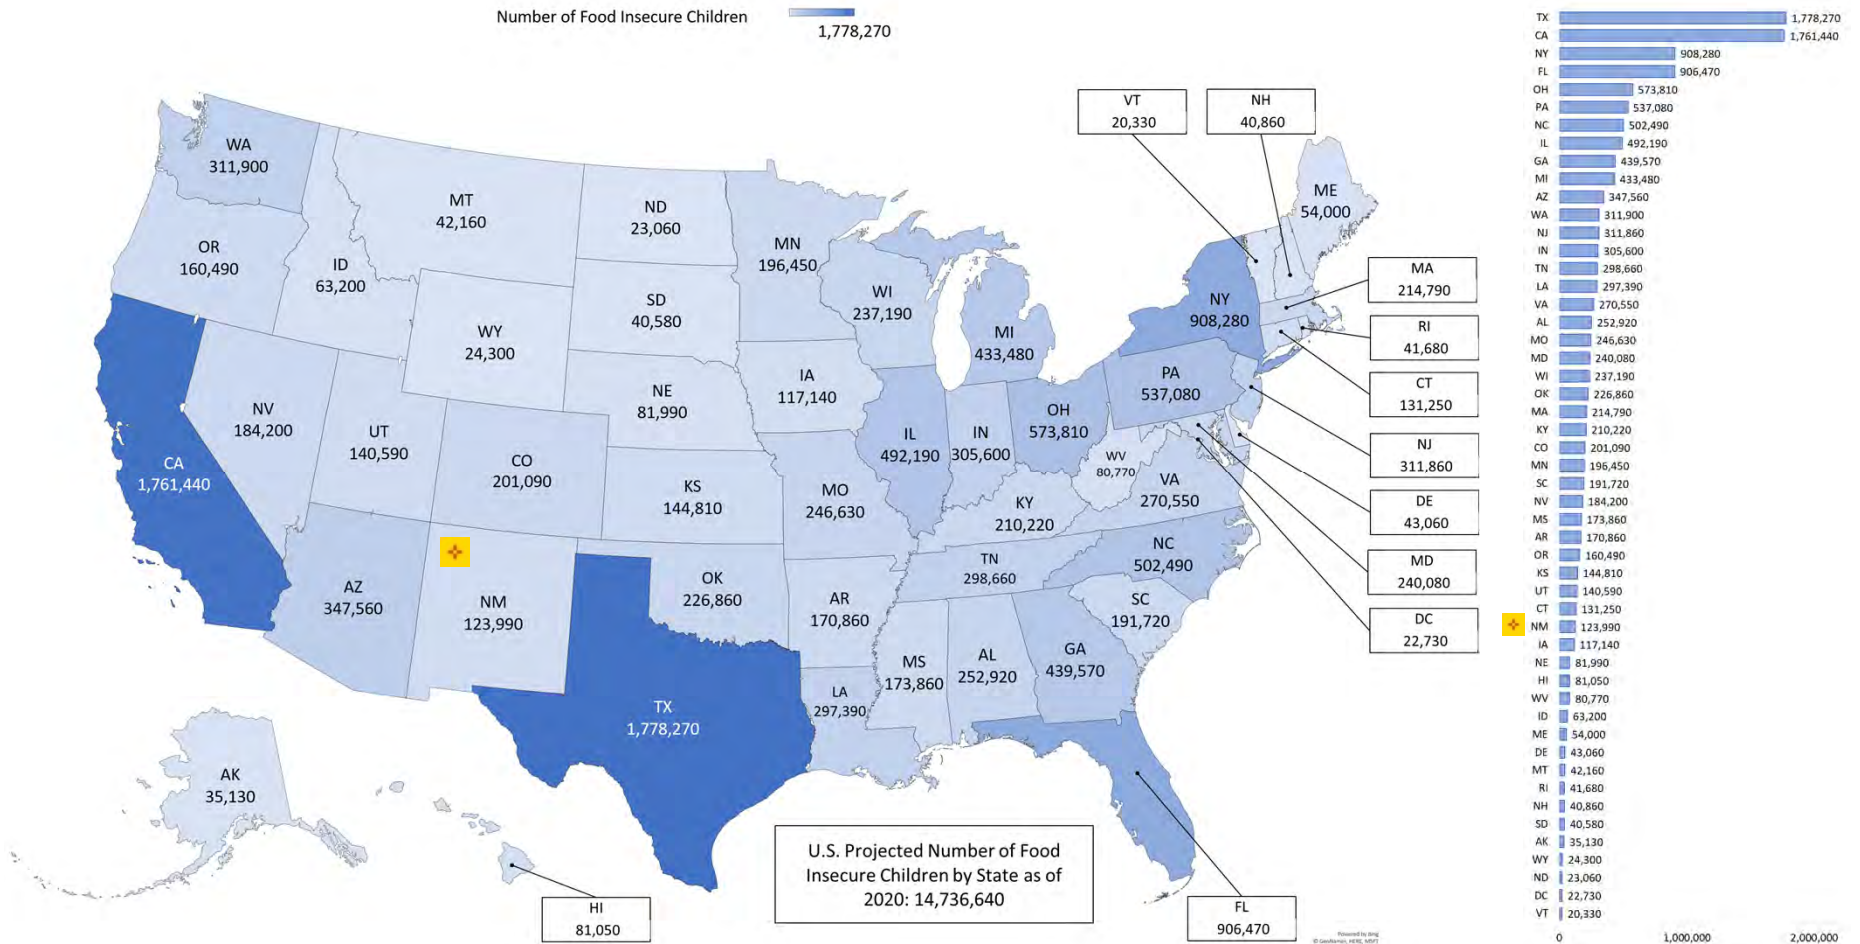 Number of Food Insecure Children
1,778,270
WA
311,900
OR
160,490
ID
63,200
MT
42,160
ND
23,060
MN
196,450
WI
237,190
SD
40,580
WY
24,300
NE
81,990
IA
117,140
MI
433,480
NY
908,280
ME
54,000
VT
20,330
NH
40,860
MA
214,790
RI
41,680
CT
131,250
NJ
311,860
DE
43,060
MD
240,080
DC
22,730
PA
537,080
OH
573,810
IN
305,600
IL
492,190
WV
80,770
VA
270,550
KY
210,220
NC
502,490
TN
298,660
SC
191,720
GA
439,570
AL
252,920
MS
173,860
LA
297,390
AR
170,860
MO
246,630
KS
144,810
OK
226,860
CO
201,090
UT
140,590
NV
184,200
CA
1,761,440
AZ
347,560
NM
123,990
TX
1,778,270
AK
35,130
HI
81,050
FL
906,470
U.S. Projected Number of Food
Insecure Children by State as of
2020: 14,736,640
Powered by Bing
© GeoNames, HERE, MSFT
TX 1,778,270
CA 1,761,440
NY 908,280
FL 906,470
OH 573,810
PA 537,080
NC 502,490
IL 492,190
GA 439,570
MI 433,480
AZ 347,560
WA 311,900
NJ 311,860
IN 305,600
TN 298,660
LA 297,390
VA 270,550
AL 252,920
MO 246,630
MD 240,080
WI 237,190
OK 226,860
MA 214,790
KY 210,220
CO 201,090
MN 196,450
SC 191,720
NV 184,200
MS 173,860
AR 170,860
OR 160,490
KS 144,810
UT 140,590
CT 131,250
NM 123,990
IA 117,140
NE 81,990
HI 81,050
WV 80,770
ID 63,200
ME 54,000
DE 43,060
MT 42,160
RI 41,680
NH 40,860
SD 40,580
AK 35,130
WY 24,300
ND 23,060
DC 22,730
VT 20,330
0 1,000,000 2,000,000